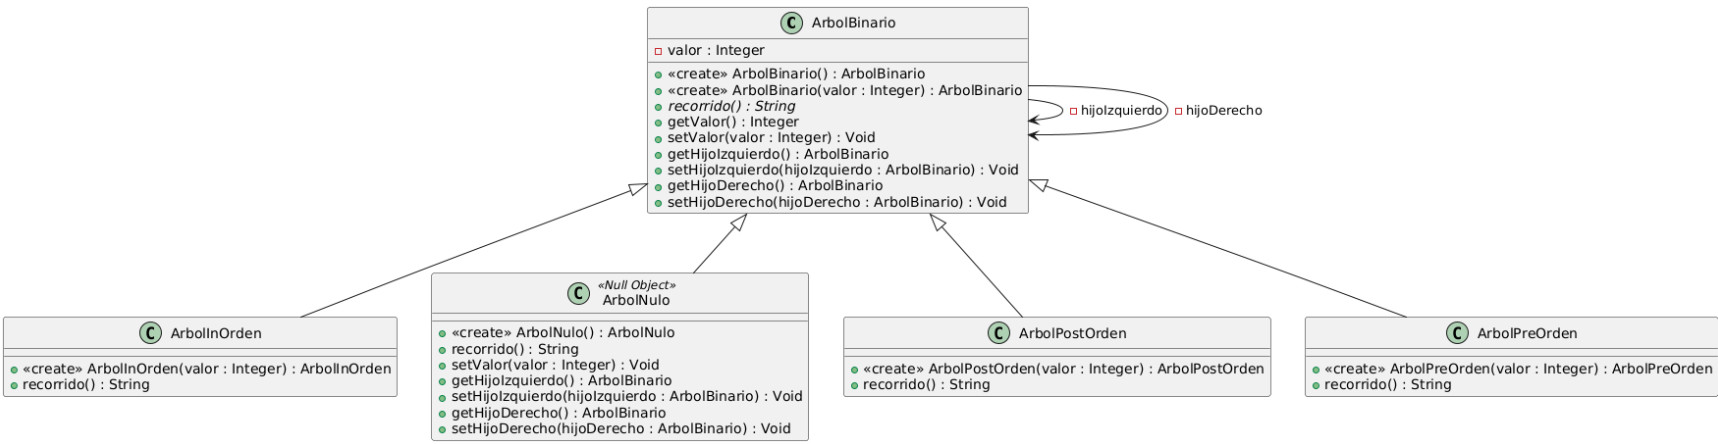 C ArbolBinario
valor : Integer
«create» ArbolBinario() : ArbolBinario
«create» ArbolBinario(valor : Integer) : ArbolBinario
recorrido() : String
getValor() : Integer
setValor(valor : Integer) : Void
getHijoIzquierdo() : ArbolBinario
setHijoIzquierdo(hijoIzquierdo : ArbolBinario) : Void
getHijoDerecho() : ArbolBinario
setHijoDerecho(hijoDerecho : ArbolBinario) : Void
hijoIzquierdo
hijoDerecho
C ArbolInOrden
«create» ArbolInOrden(valor : Integer) : ArbolInOrden
recorrido() : String
«Null Object»
C ArbolNulo
«create» ArbolNulo() : ArbolNulo
recorrido() : String
setValor(valor : Integer) : Void
getHijoIzquierdo() : ArbolBinario
setHijoIzquierdo(hijoIzquierdo : ArbolBinario) : Void
getHijoDerecho() : ArbolBinario
setHijoDerecho(hijoDerecho : ArbolBinario) : Void
C ArbolPostOrden
«create» ArbolPostOrden(valor : Integer) : ArbolPostOrden
recorrido() : String
C ArbolPreOrden
«create» ArbolPreOrden(valor : Integer) : ArbolPreOrden
recorrido() : String